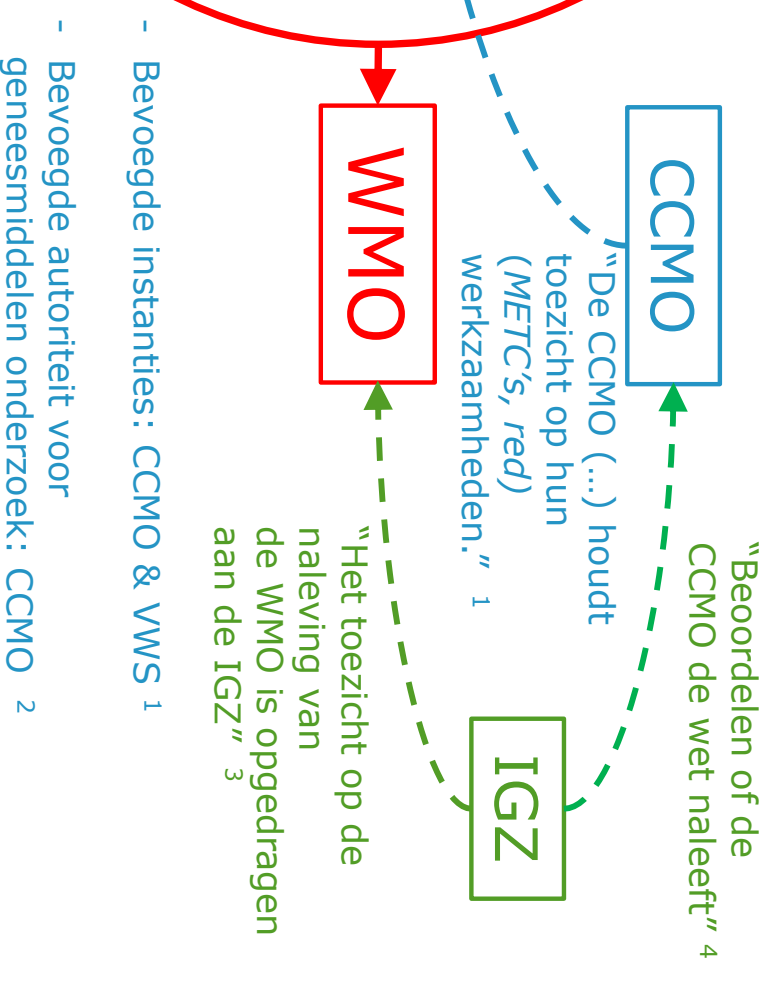 CCMO
“Beoordelen of de
CCMO de wet naleeft” 4
“De CCMO (…) houdt
toezicht op hun
(METC’s, red)
werkzaamheden.” 1
IGZ
WMO
“Het toezicht op de
naleving van
de WMO is opgedragen
aan de IGZ” 3
- Bevoegde instanties: CCMO & VWS 1
- Bevoegde autoriteit voor
geneesmiddelen onderzoek: CCMO 2